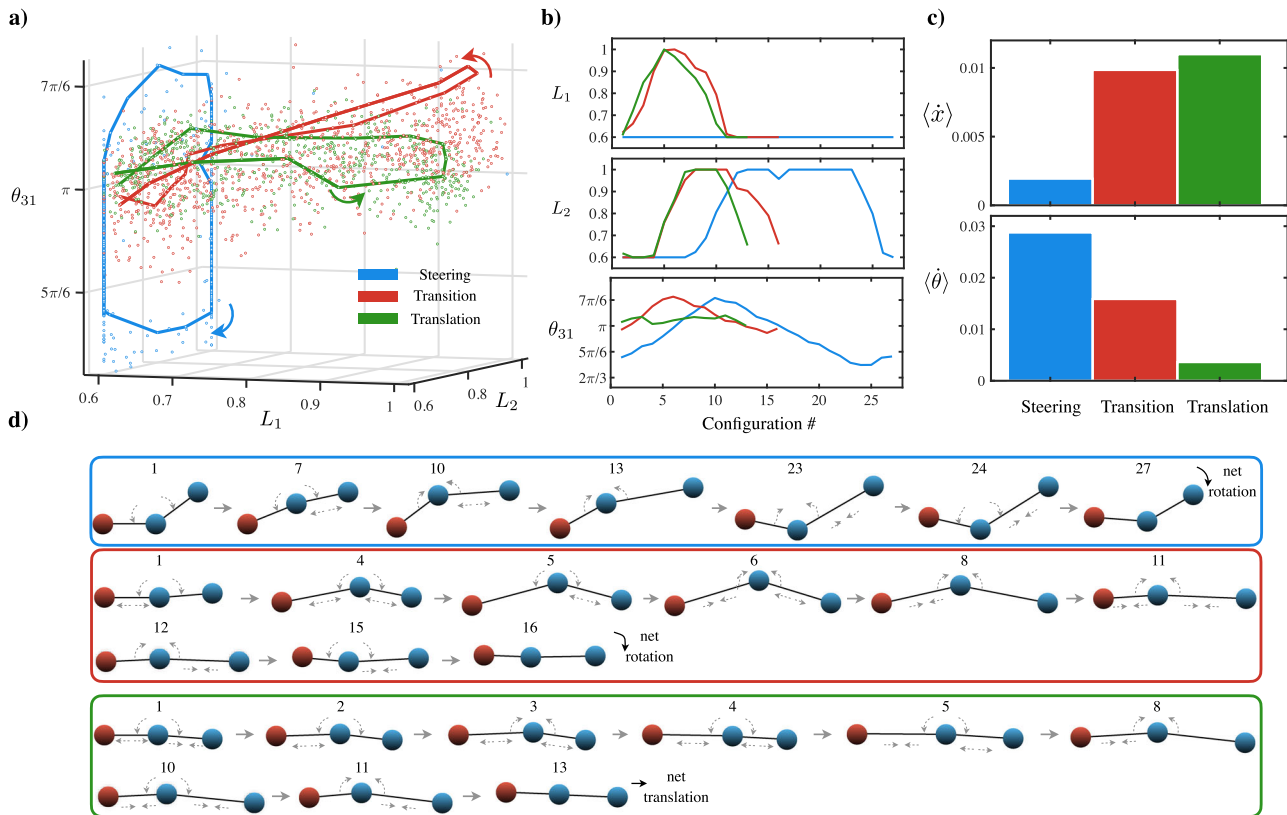 a)
7π/6
θ31
π
5π/6
0.6
0.7
0.8
0.9
1
L1
0.6
0.8
1
L2
Steering
Transition
Translation
b)
L1
1
0.9
0.8
0.7
0.6
L2
1
0.9
0.8
0.7
0.6
θ31
7π/6
π
5π/6
2π/3
0
5
10
15
20
25
Configuration #
c)
⟨ẋ⟩
0.01
0.005
0
⟨θ̇⟩
0.03
0.02
0.01
0
Steering Transition Translation
d)
1 7 10 13 23 24 27
net
rotation
1 4 5 6 8 11
12 15 16
net
rotation
1 2 3 4 5 8
10 11 13
net
translation